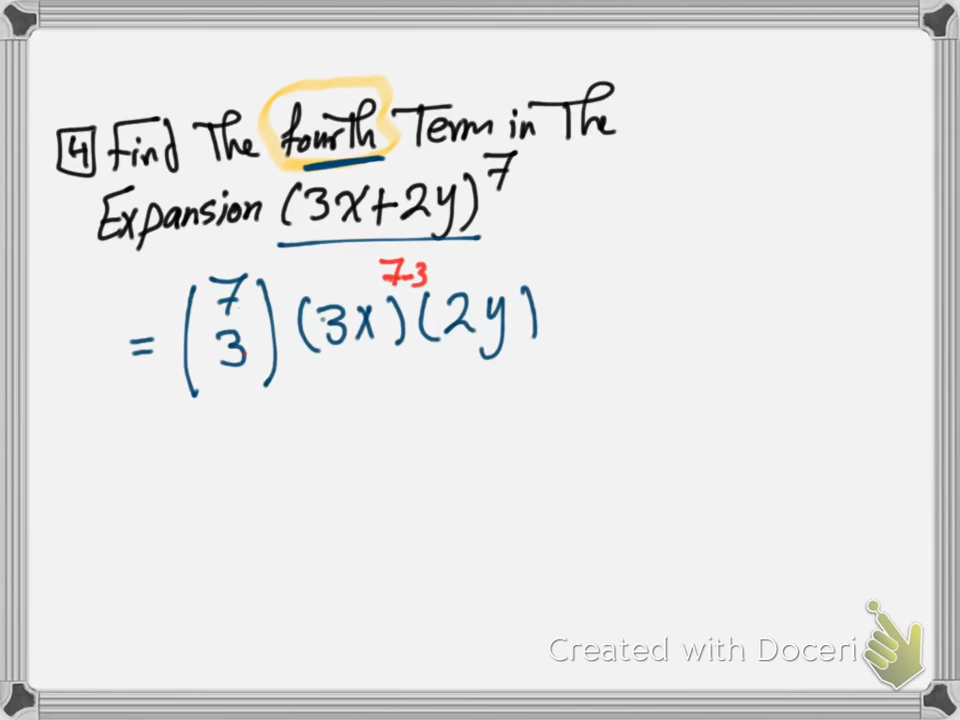 4 Find The fourth Term in The
Expansion (3x+2y)^7
= (7 3) (3x)^7-3 (2y)
Created with Doceri